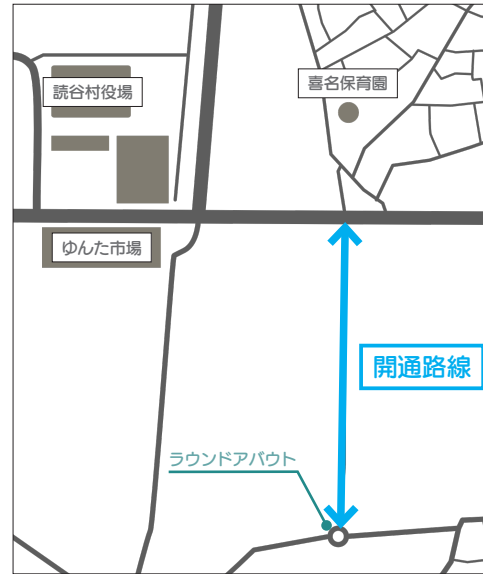 読谷村役場
喜名保育園
ゆんた市場
開通路線
ラウンドアバウト